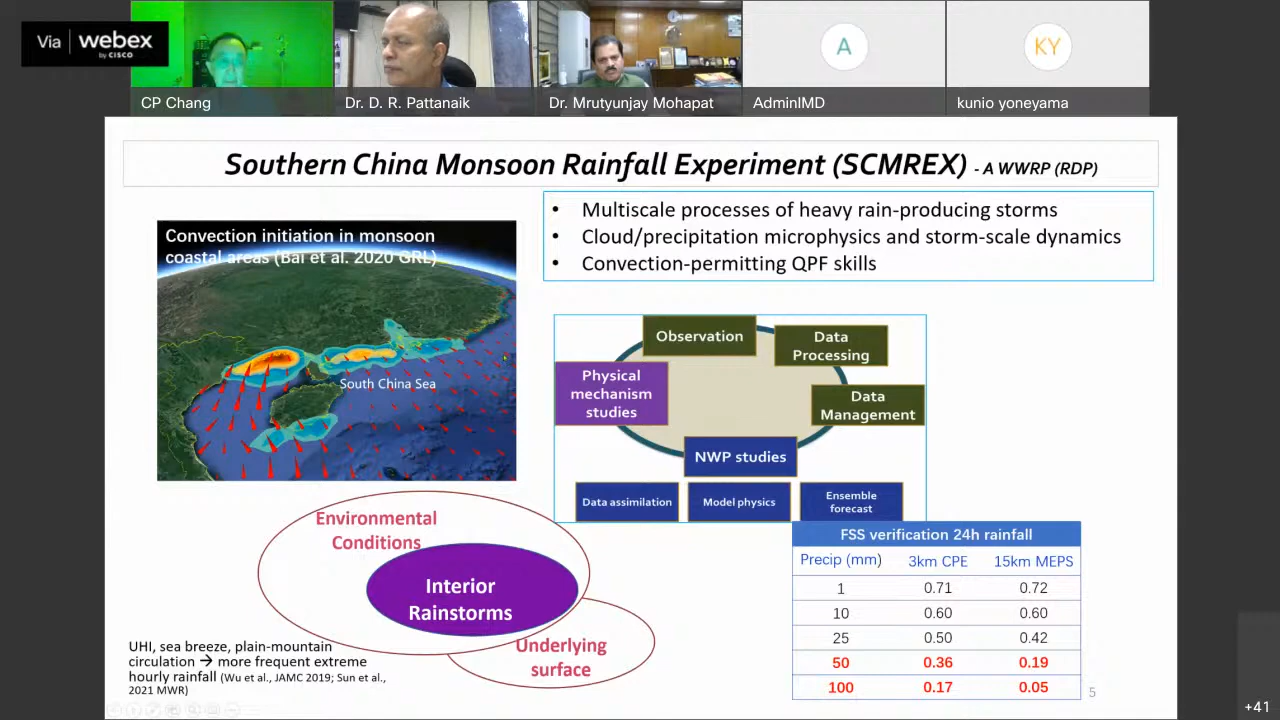 Via webex
by CISCO
A
KY
CP Chang
Dr. D. R. Pattanaik
Dr. Mrutyunjay Mohapat
AdminIMD
kunio yoneyama
Southern China Monsoon Rainfall Experiment (SCMREX) - A WWRP (RDP)
• Multiscale processes of heavy rain-producing storms
• Cloud/precipitation microphysics and storm-scale dynamics
• Convection-permitting QPF skills
Convection initiation in monsoon
coastal areas (Bai et al. 2020 GRL)
South China Sea
Observation
Data
Processing
Physical
mechanism
studies
Data
Management
NWP studies
Data assimilation
Model physics
Ensemble
forecast
Environmental
Conditions
Interior
Rainstorms
Underlying
surface
UHI, sea breeze, plain-mountain
circulation → more frequent extreme
hourly rainfall (Wu et al., JAMC 2019; Sun et al.,
2021 MWR)
FSS verification 24h rainfall
Precip (mm) 3km CPE 15km MEPS
1 0.71 0.72
10 0.60 0.60
25 0.50 0.42
50 0.36 0.19
100 0.17 0.05
5
+41